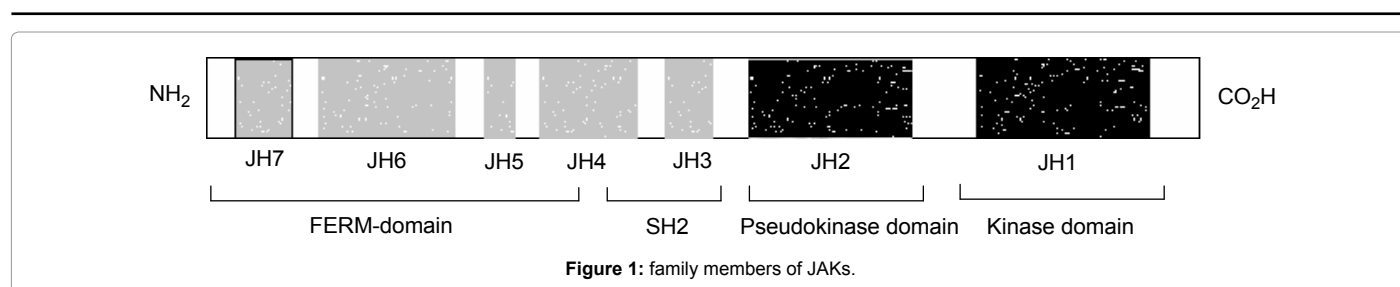 NH2 CO2H
JH7 JH6 JH5 JH4 JH3 JH2 JH1
FERM-domain SH2 Pseudokinase domain Kinase domain
Figure 1: family members of JAKs.